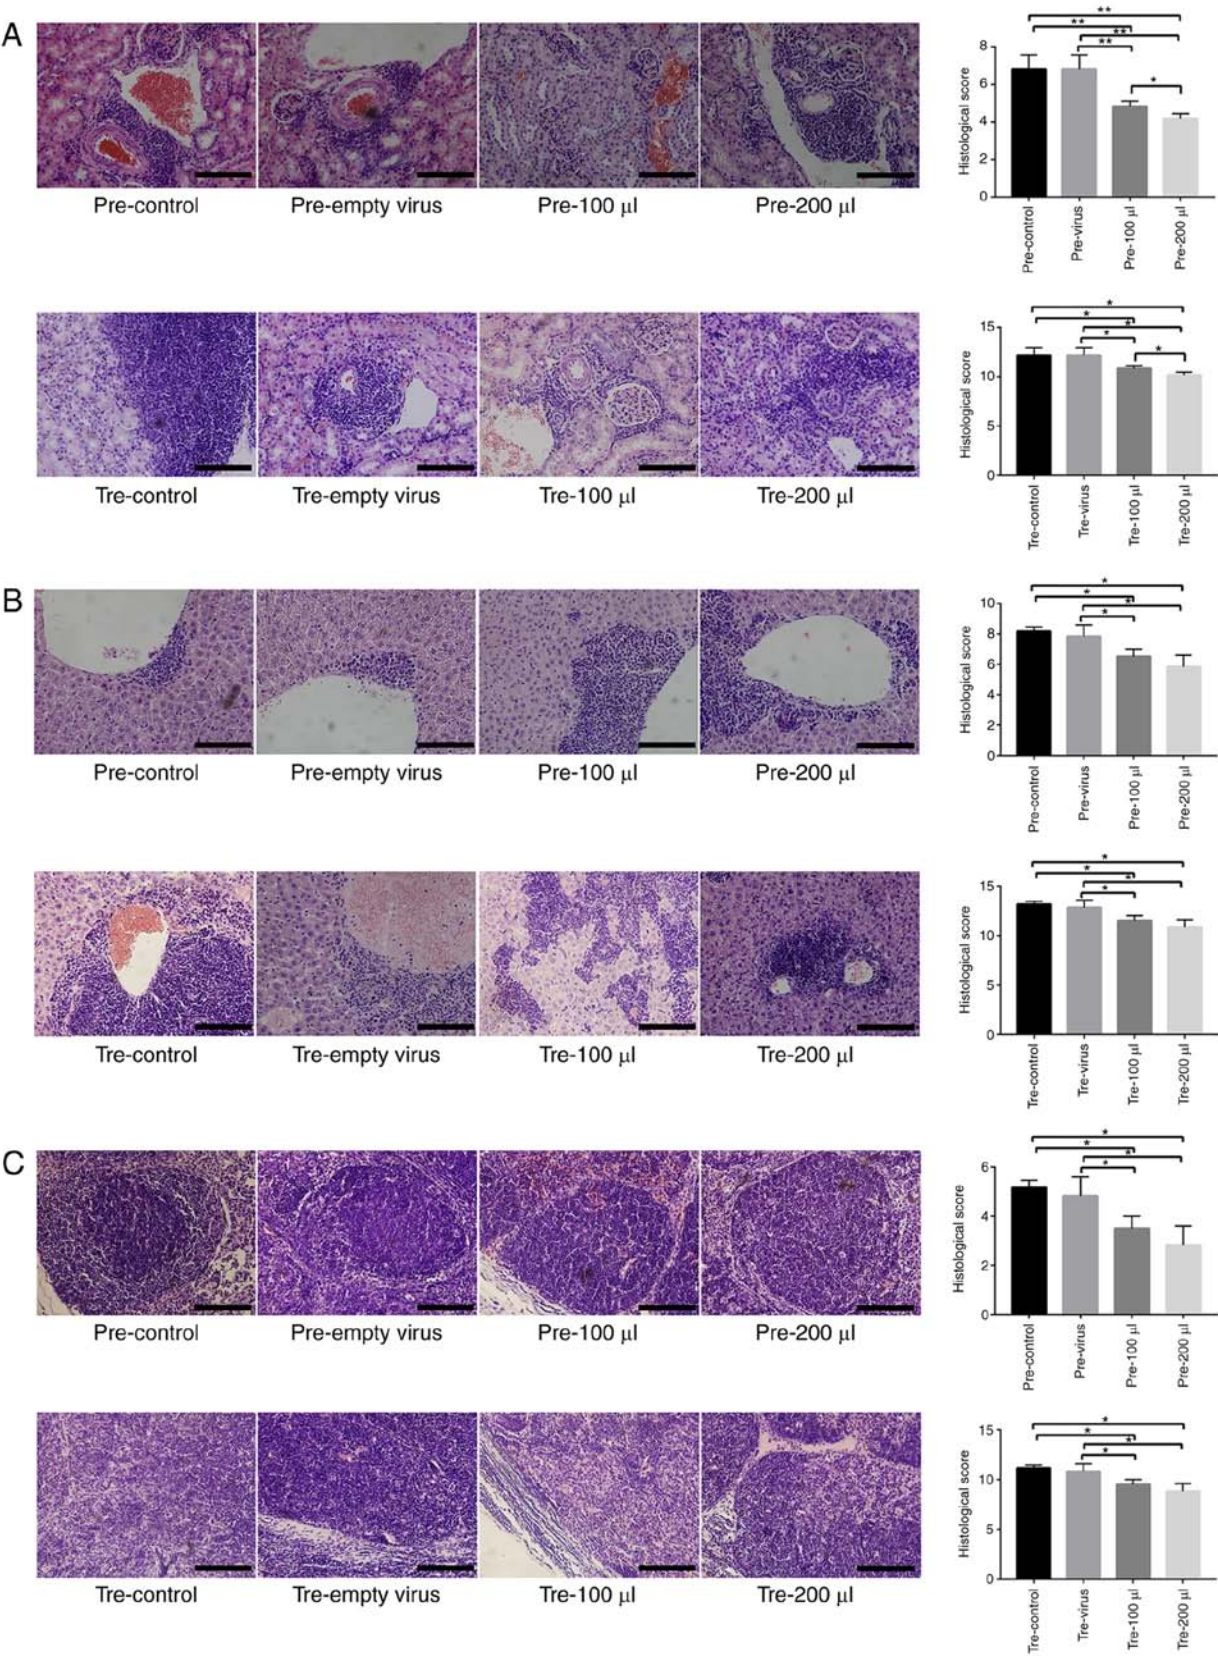 A
Pre-control
Pre-empty virus
Pre-100 μl
Pre-200 μl
**
**
**
**
*
Histological score
8
6
4
2
0
Pre-control
Pre-virus
Pre-100 μl
Pre-200 μl
Tre-control
Tre-empty virus
Tre-100 μl
Tre-200 μl
*
*
*
*
*
Histological score
15
10
5
0
Tre-control
Tre-virus
Tre-100 μl
Tre-200 μl
B
Pre-control
Pre-empty virus
Pre-100 μl
Pre-200 μl
*
*
*
*
Histological score
10
8
6
4
2
0
Pre-control
Pre-virus
Pre-100 μl
Pre-200 μl
Tre-control
Tre-empty virus
Tre-100 μl
Tre-200 μl
*
*
*
*
Histological score
15
10
5
0
Tre-control
Tre-virus
Tre-100 μl
Tre-200 μl
C
Pre-control
Pre-empty virus
Pre-100 μl
Pre-200 μl
*
*
*
*
Histological score
6
4
2
0
Pre-control
Pre-virus
Pre-100 μl
Pre-200 μl
Tre-control
Tre-empty virus
Tre-100 μl
Tre-200 μl
*
*
*
*
Histological score
15
10
5
0
Tre-control
Tre-virus
Tre-100 μl
Tre-200 μl